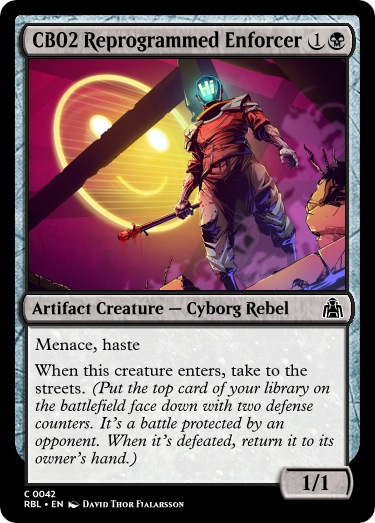 CB02 Reprogrammed Enforcer 1
Hi
Artifact Creature — Cyborg Rebel
Menace, haste
When this creature enters, take to the
streets. (Put the top card of your library on
the battlefield face down with two defense
counters. It's a battle protected by an
opponent. When it's defeated, return it to its
owner's hand.)
1/1
C 0042
RBL • EN David Thor Fjalarsson